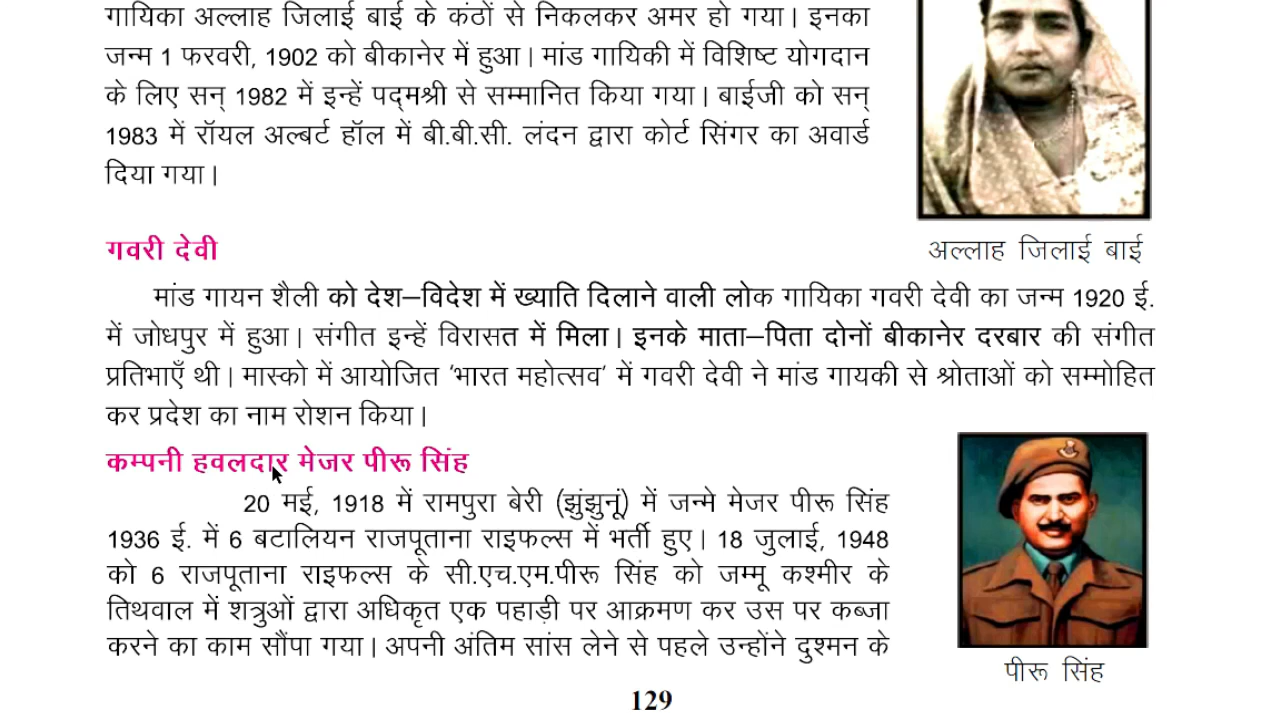 गायिका अल्लाह जिलाई बाई के कंठों से निकलकर अमर हो गया। इनका
जन्म 1 फरवरी, 1902 को बीकानेर में हुआ। मांड गायिकी में विशिष्ट योगदान
के लिए सन् 1982 में इन्हें पद्मश्री से सम्मानित किया गया। बाईजी को सन्
1983 में रॉयल अल्बर्ट हॉल में बी.बी.सी. लंदन द्वारा कोर्ट सिंगर का अवार्ड
दिया गया।
अल्लाह जिलाई बाई
गवरी देवी
मांड गायन शैली को देश–विदेश में ख्याति दिलाने वाली लोक गायिका गवरी देवी का जन्म 1920 ई.
में जोधपुर में हुआ। संगीत इन्हें विरासत में मिला। इनके माता–पिता दोनों बीकानेर दरबार की संगीत
प्रतिभाएँ थी। मास्को में आयोजित 'भारत महोत्सव' में गवरी देवी ने मांड गायकी से श्रोताओं को सम्मोहित
कर प्रदेश का नाम रोशन किया।
कम्पनी हवलदार मेजर पीरू सिंह
20 मई, 1918 में रामपुरा बेरी (झुंझुनूं) में जन्मे मेजर पीरू सिंह
1936 ई. में 6 बटालियन राजपूताना राइफल्स में भर्ती हुए। 18 जुलाई, 1948
को 6 राजपूताना राइफल्स के सी.एच.एम.पीरू सिंह को जम्मू कश्मीर के
तिथवाल में शत्रुओं द्वारा अधिकृत एक पहाड़ी पर आक्रमण कर उस पर कब्जा
करने का काम सौंपा गया। अपनी अंतिम सांस लेने से पहले उन्होंने दुश्मन के
पीरू सिंह
129